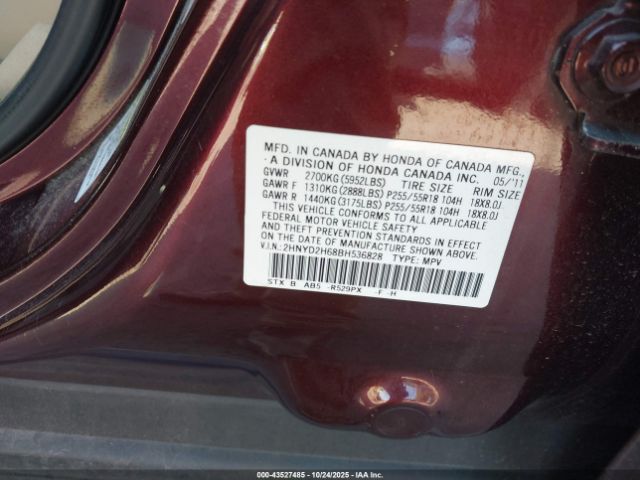 MFD. IN CANADA BY HONDA OF CANADA MFG.,
· A DIVISION OF HONDA CANADA INC. 05/'11
GVWR 2700KG(5952LBS) TIRE SIZE RIM SIZE
GAWR F 1310KG(2888LBS) P255/55R18 104H 18X8.0J
GAWR R 1440KG(3175LBS) P255/55R18 104H 18X8.0J
THIS VEHICLE CONFORMS TO ALL APPLICABLE
FEDERAL MOTOR VEHICLE SAFETY
AND THEFT PREVENTION STANDARDS IN EFFECT
ON THE DATE OF MANUFACTURE SHOWN ABOVE.
V.I.N.:2HNYD2H68BH536828 TYPE: MPV
STX B AB5 -R529PX -F -H
000-43527485 - 10/24/2025 - IAAI.com